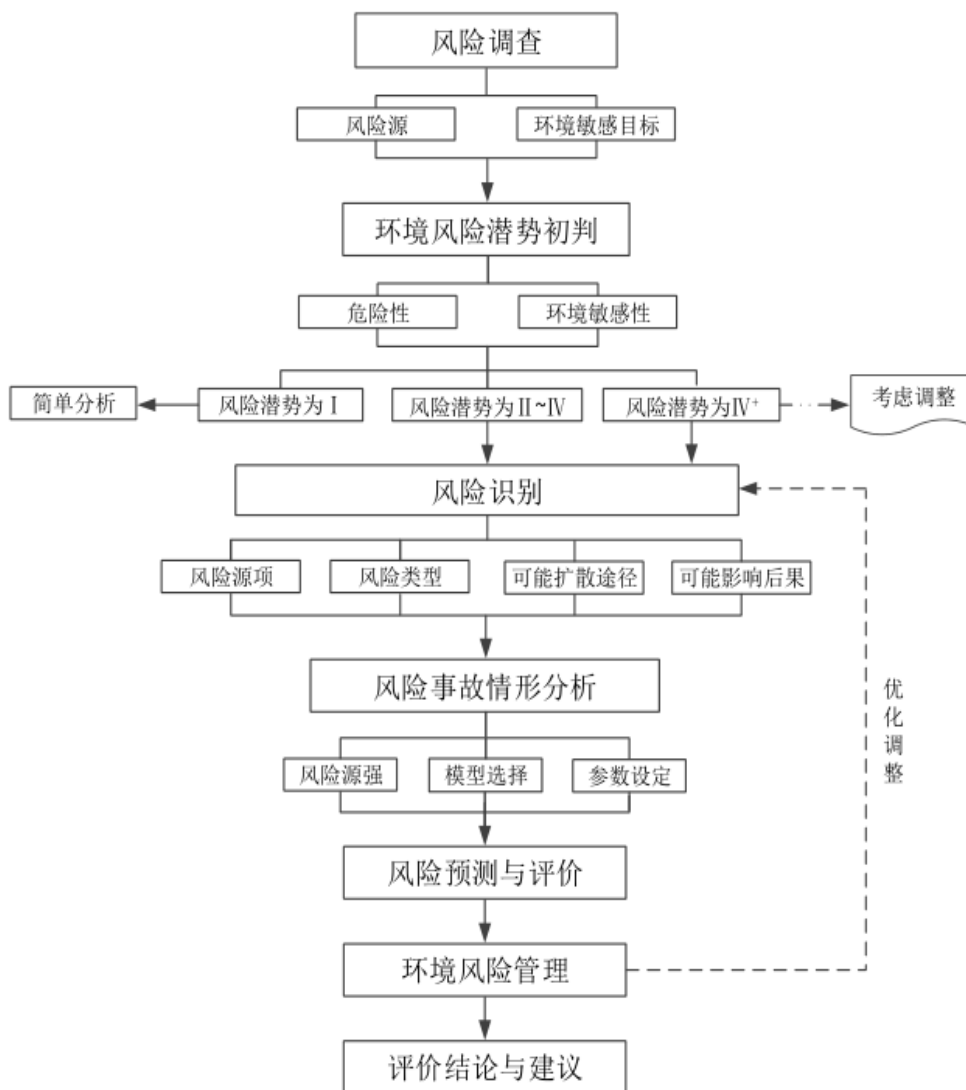 风险调查
风险源
环境敏感目标
环境风险潜势初判
危险性
环境敏感性
简单分析
风险潜势为Ⅰ
风险潜势为Ⅱ~Ⅳ
风险潜势为Ⅳ⁺
考虑调整
风险识别
风险源项
风险类型
可能扩散途径
可能影响后果
风险事故情形分析
优化调整
风险源强
模型选择
参数设定
风险预测与评价
环境风险管理
评价结论与建议